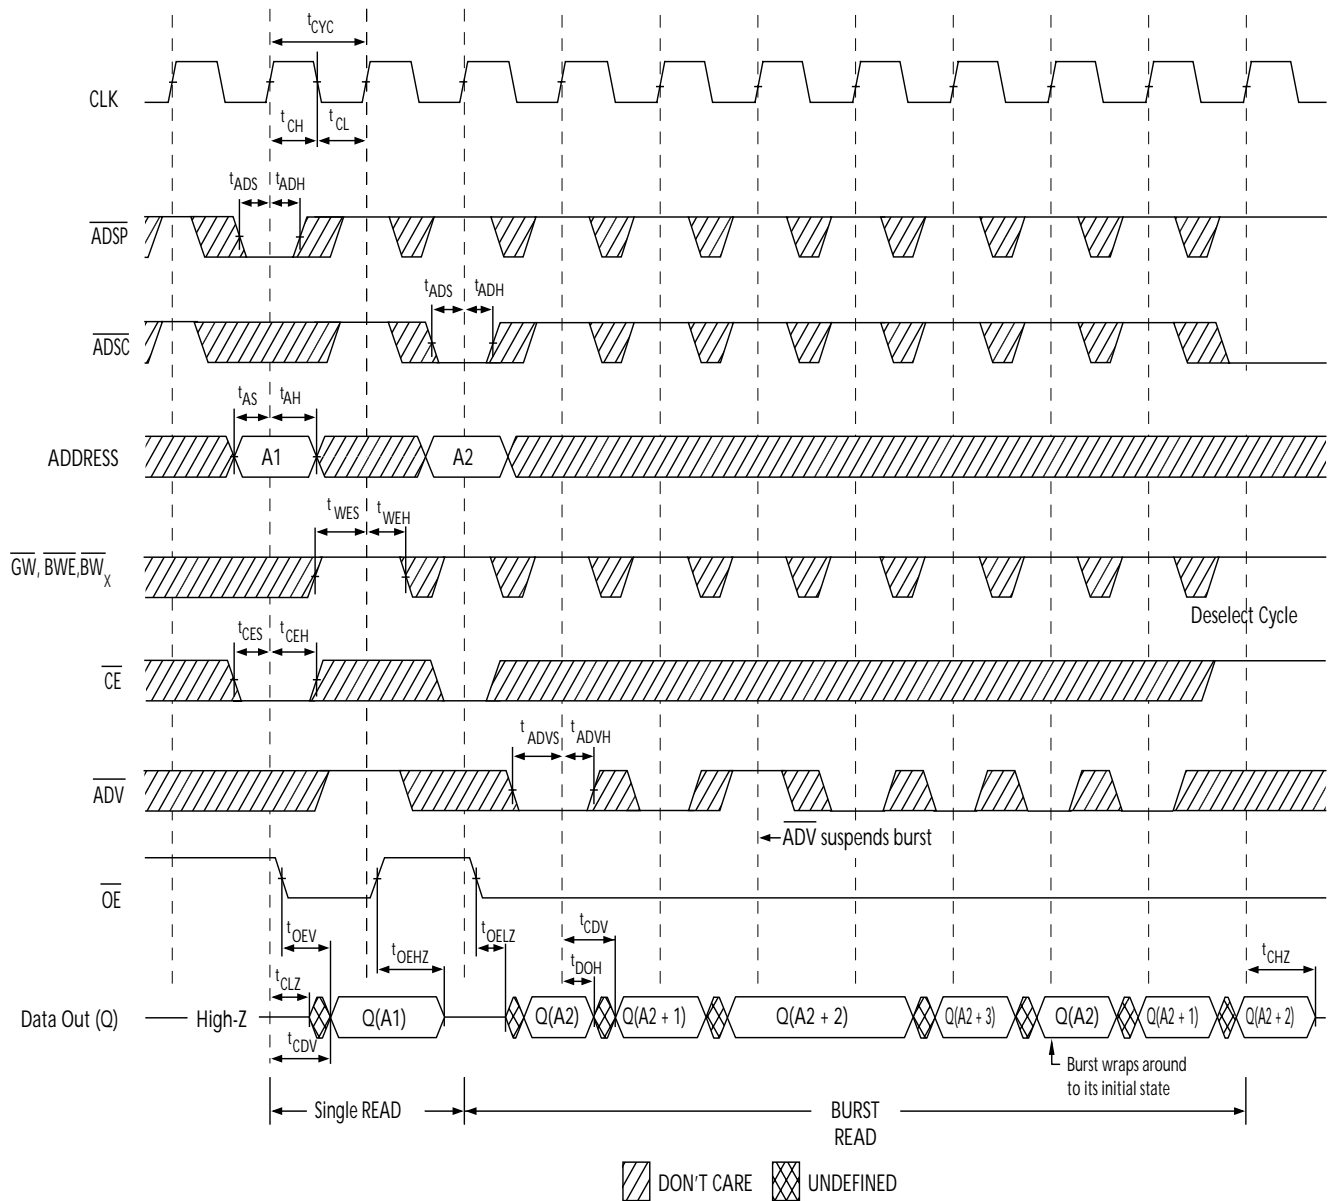 tCYC
CLK
tCH
tCL
tADS
tADH
ADSP
tADS
tADH
ADSC
tAS
tAH
ADDRESS
A1
A2
tWES
tWEH
GW, BWE,BWX
Deselect Cycle
tCES
tCEH
CE
tADVS
tADVH
ADV
ADV suspends burst
OE
tOEV
tOEHZ
tOELZ
tCDV
tDOH
tCHZ
tCLZ
Data Out (Q)
High-Z
Q(A1)
Q(A2)
Q(A2 + 1)
Q(A2 + 2)
Q(A2 + 3)
Q(A2)
Q(A2 + 1)
Q(A2 + 2)
tCDV
Burst wraps around
to its initial state
Single READ
BURST
READ
DON'T CARE
UNDEFINED